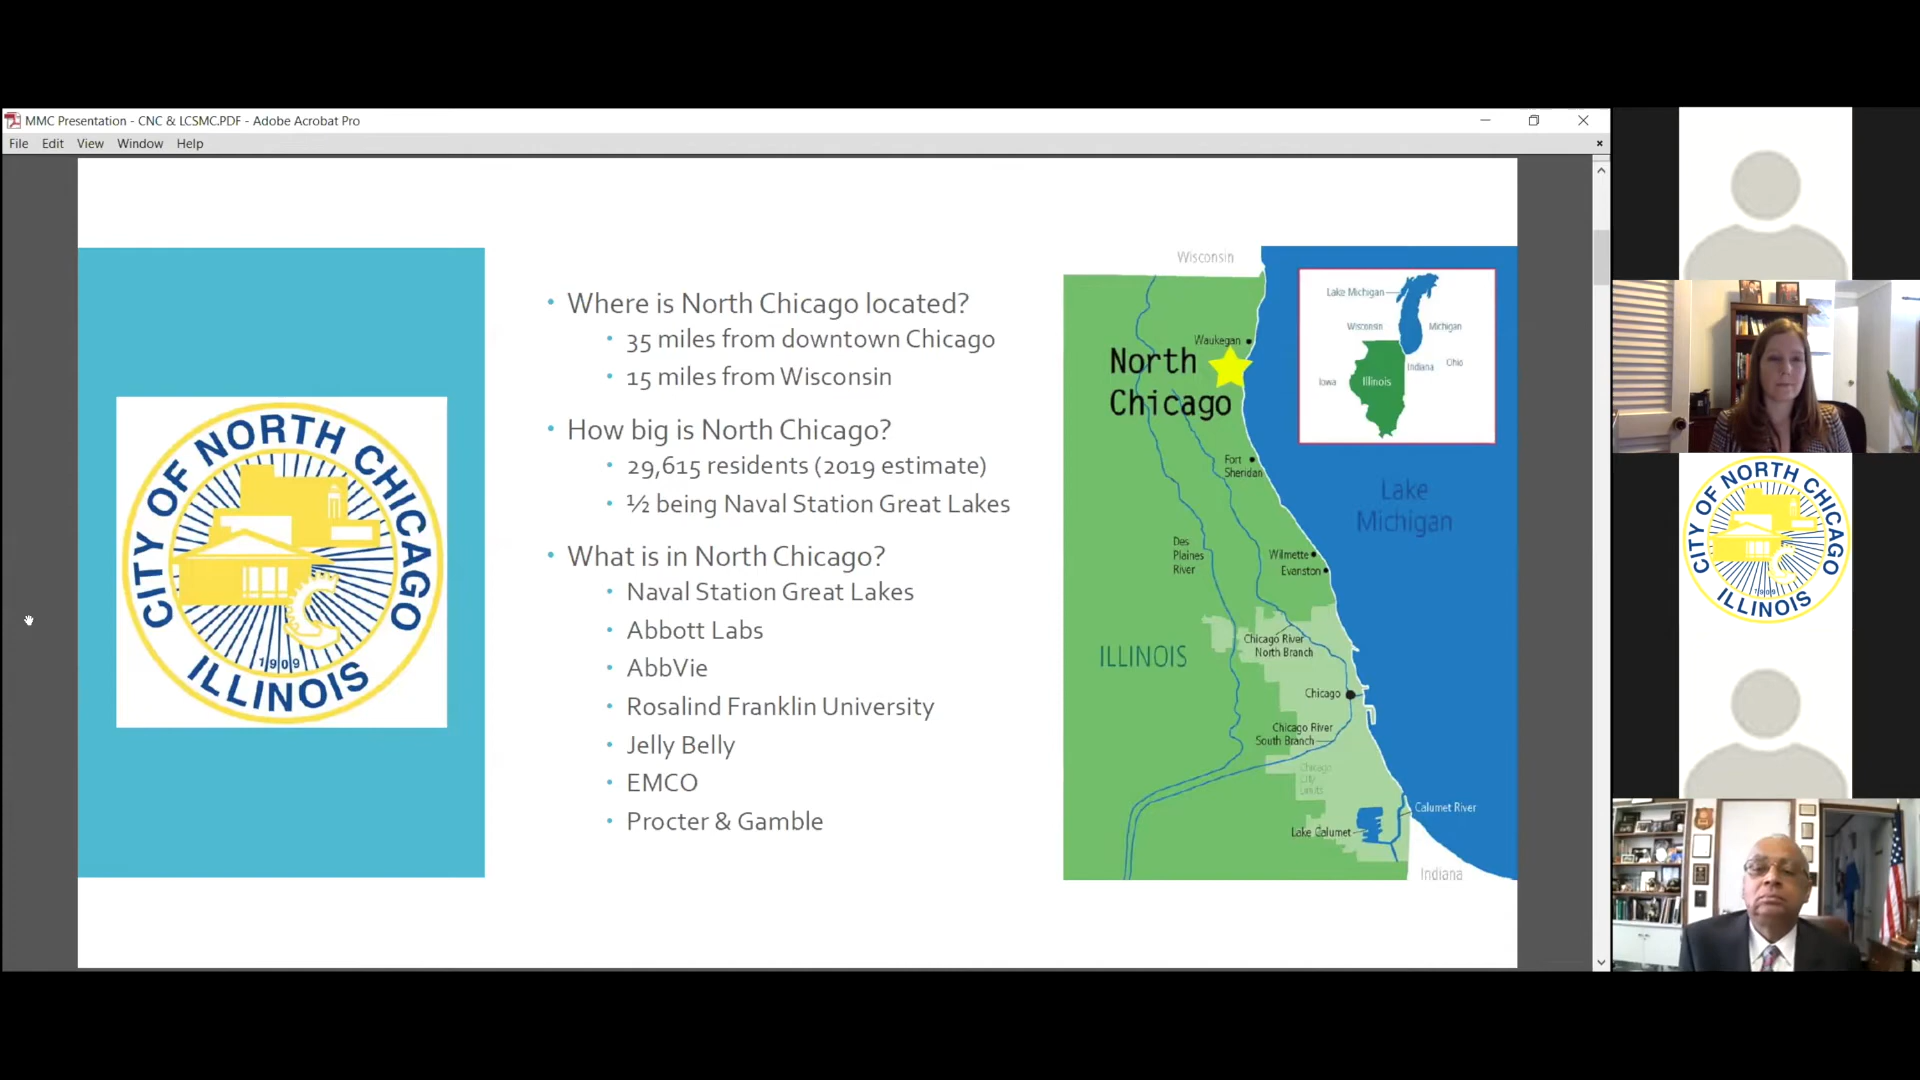 MMC Presentation - CNC & LCSMC.PDF - Adobe Acrobat Pro
File Edit View Window Help
CITY OF NORTH CHICAGO
1909
ILLINOIS
• Where is North Chicago located?
• 35 miles from downtown Chicago
• 15 miles from Wisconsin
• How big is North Chicago?
• 29,615 residents (2019 estimate)
• ½ being Naval Station Great Lakes
• What is in North Chicago?
• Naval Station Great Lakes
• Abbott Labs
• AbbVie
• Rosalind Franklin University
• Jelly Belly
• EMCO
• Procter & Gamble
Wisconsin
Waukegan
North
Chicago
Fort
Sheridan
Des
Plaines
River
Wilmette
Evanston
ILLINOIS
Chicago River
North Branch
Chicago
Chicago River
South Branch
Chicago
City
Limits
Lake Calumet
Calumet River
Indiana
Lake
Michigan
Lake Michigan
Wisconsin
Michigan
Iowa
Illinois
Indiana
Ohio
CITY OF NORTH CHICAGO
1909
ILLINOIS